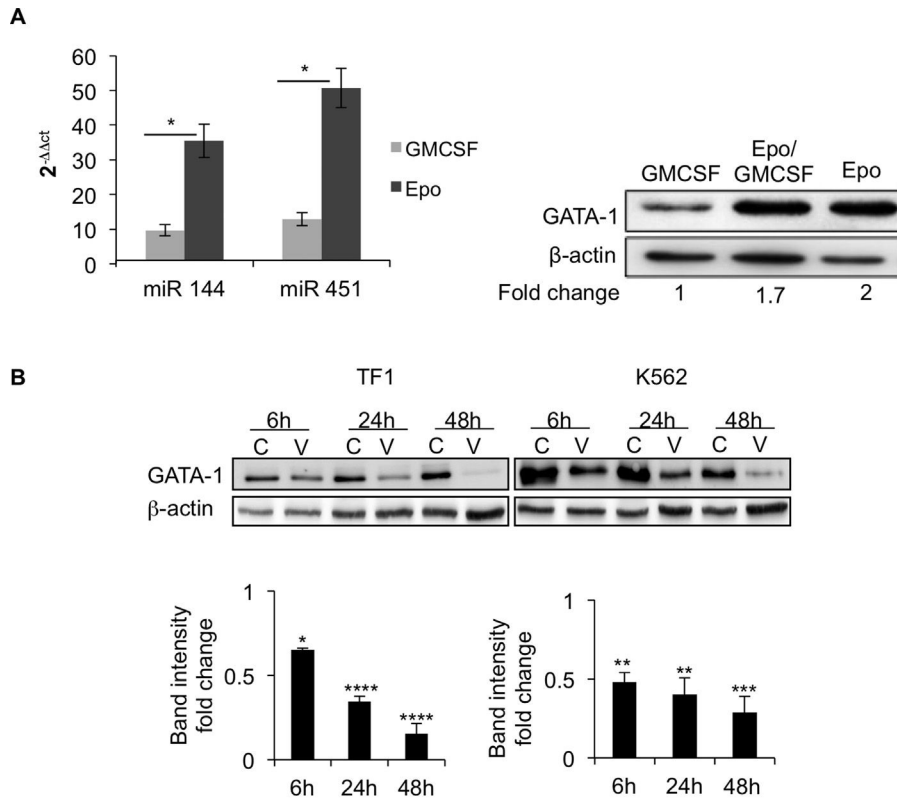 A
60
50
40
30
20
10
0
2-ΔΔct
*
*
miR 144
miR 451
GMCSF
Epo
GMCSF
Epo/
GMCSF
Epo
GATA-1
β-actin
Fold change 1 1.7 2
B
TF1
K562
6h 24h 48h
6h 24h 48h
C V C V C V
C V C V C V
GATA-1
β-actin
Band intensity
fold change
1
0.5
0
*
****
****
6h 24h 48h
Band intensity
fold change
1
0.5
0
**
**
***
6h 24h 48h